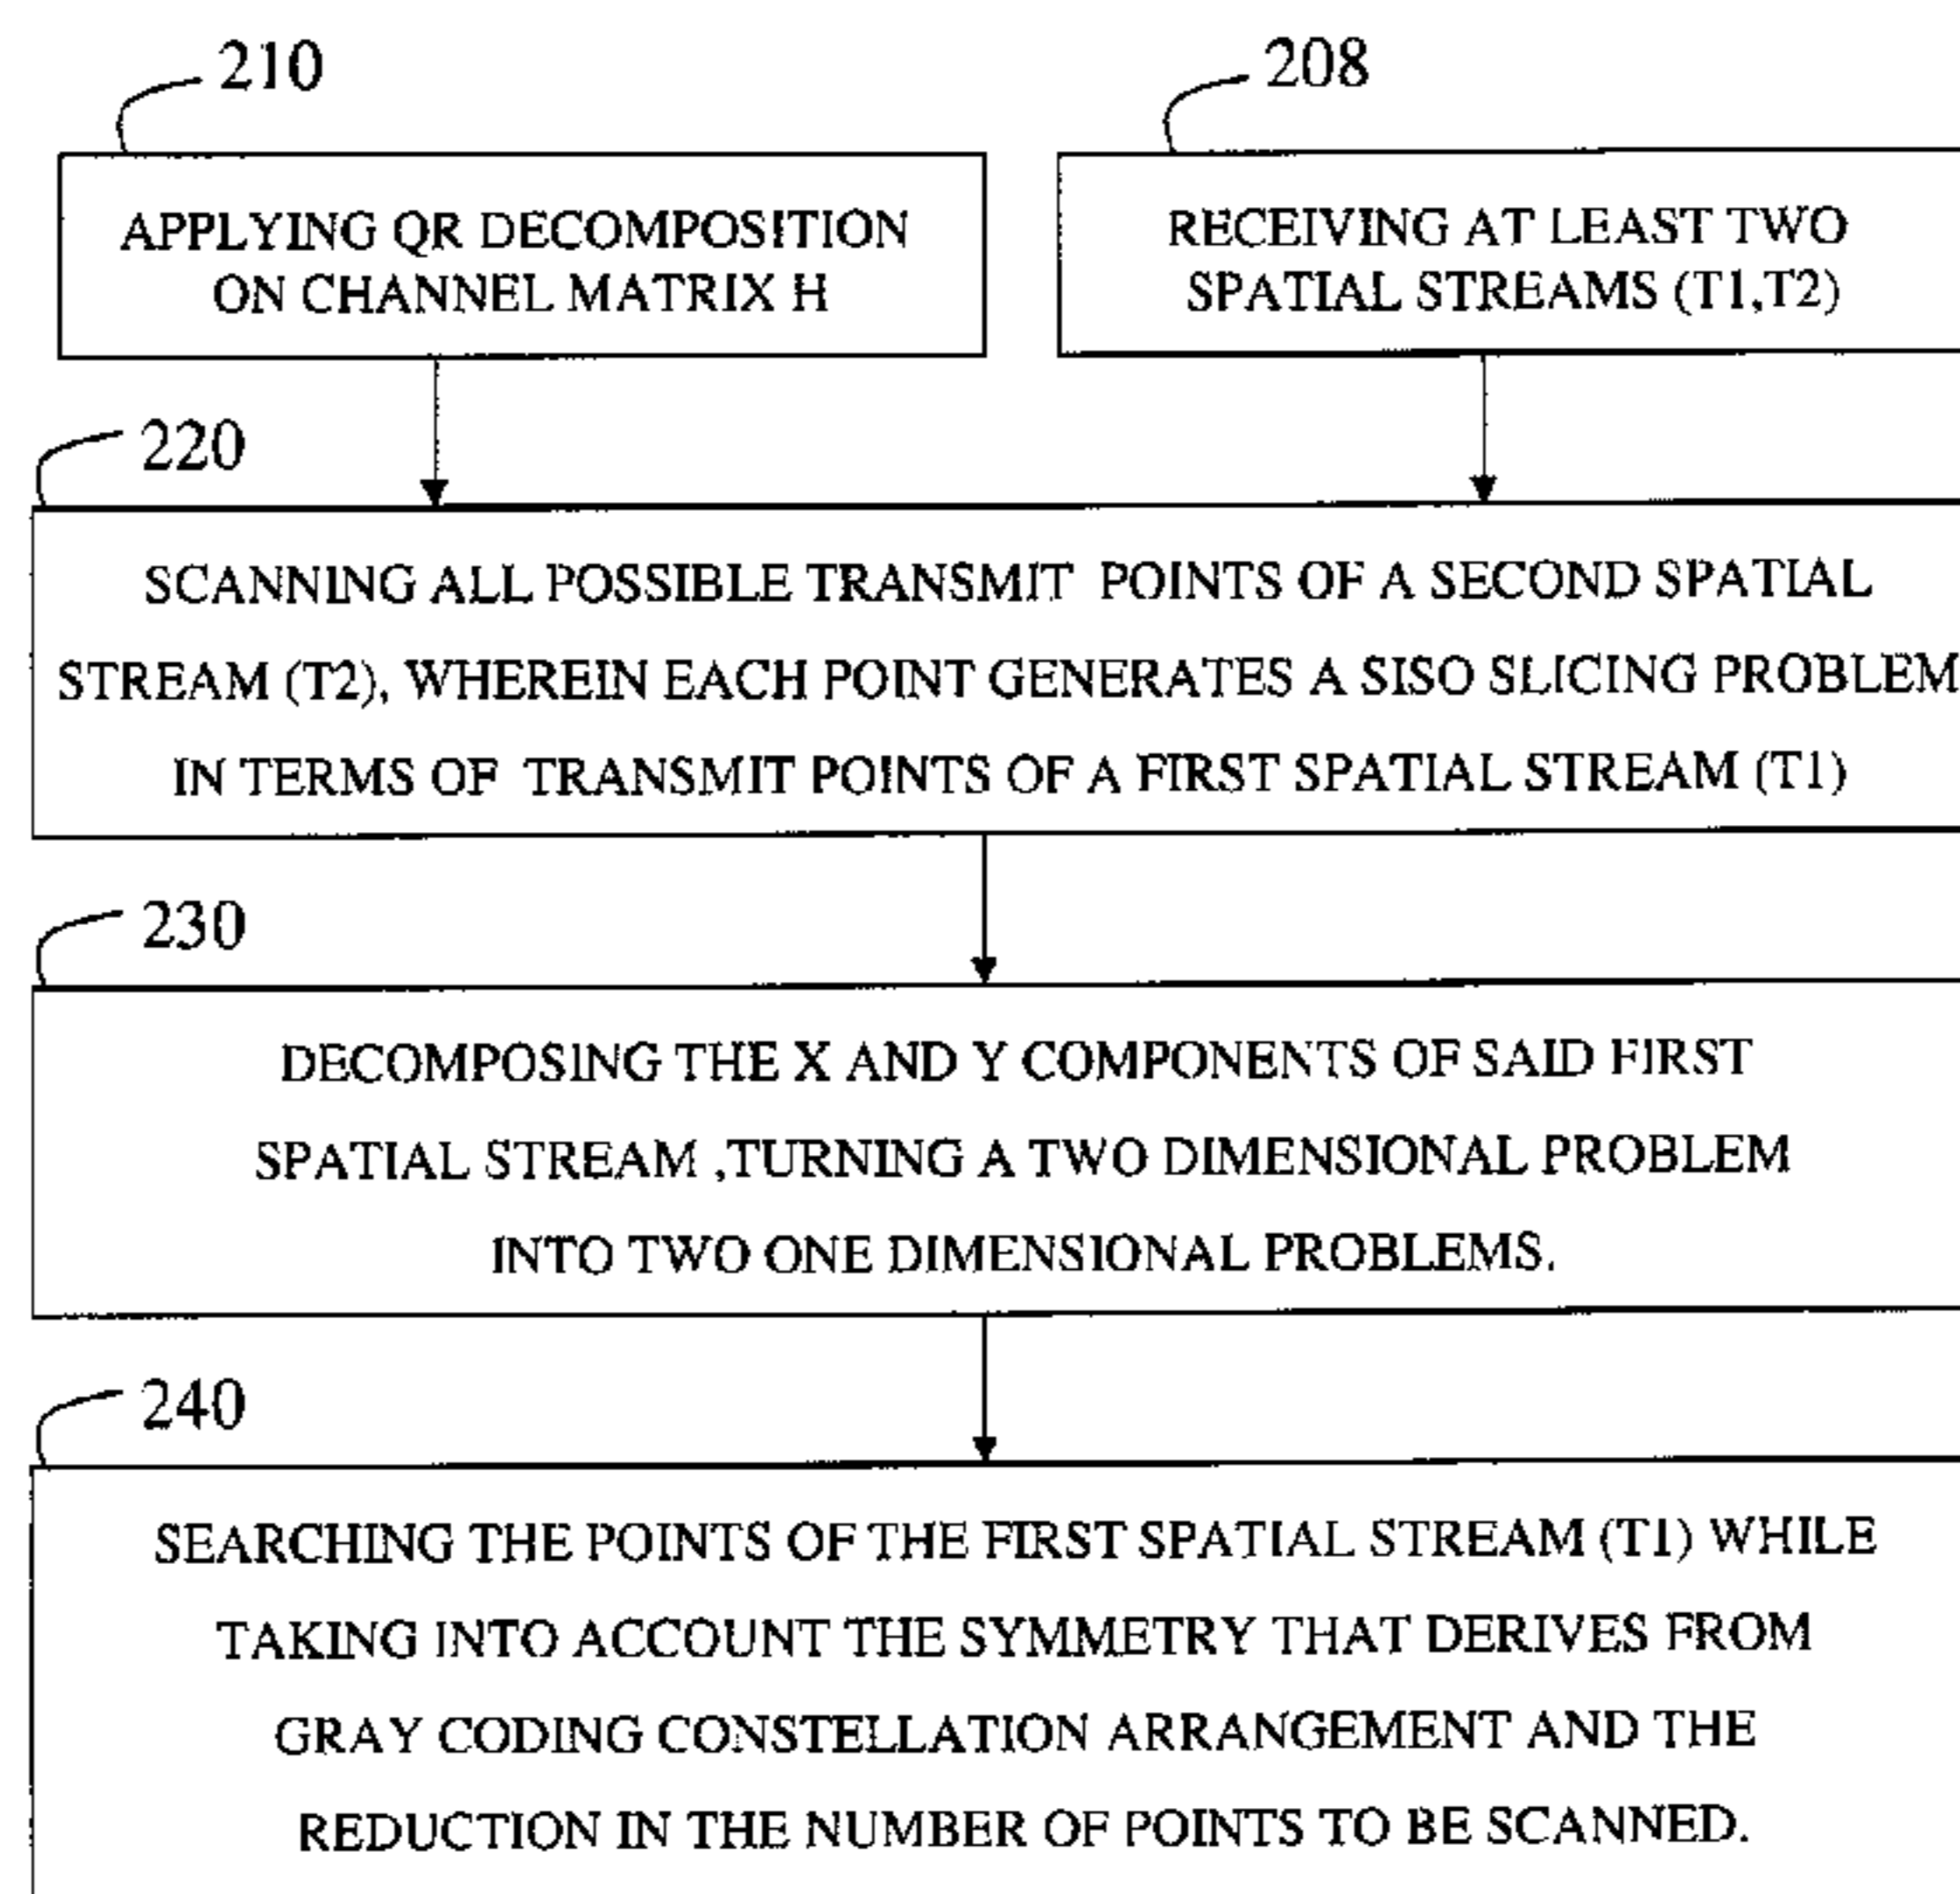 210
208
APPLYING QR DECOMPOSITION
ON CHANNEL MATRIX H
RECEIVING AT LEAST TWO
SPATIAL STREAMS (T1,T2)
220
SCANNING ALL POSSIBLE TRANSMIT POINTS OF A SECOND SPATIAL
STREAM (T2), WHEREIN EACH POINT GENERATES A SISO SLICING PROBLEM
IN TERMS OF TRANSMIT POINTS OF A FIRST SPATIAL STREAM (T1)
230
DECOMPOSING THE X AND Y COMPONENTS OF SAID FIRST
SPATIAL STREAM ,TURNING A TWO DIMENSIONAL PROBLEM
INTO TWO ONE DIMENSIONAL PROBLEMS.
240
SEARCHING THE POINTS OF THE FIRST SPATIAL STREAM (T1) WHILE
TAKING INTO ACCOUNT THE SYMMETRY THAT DERIVES FROM
GRAY CODING CONSTELLATION ARRANGEMENT AND THE
REDUCTION IN THE NUMBER OF POINTS TO BE SCANNED.